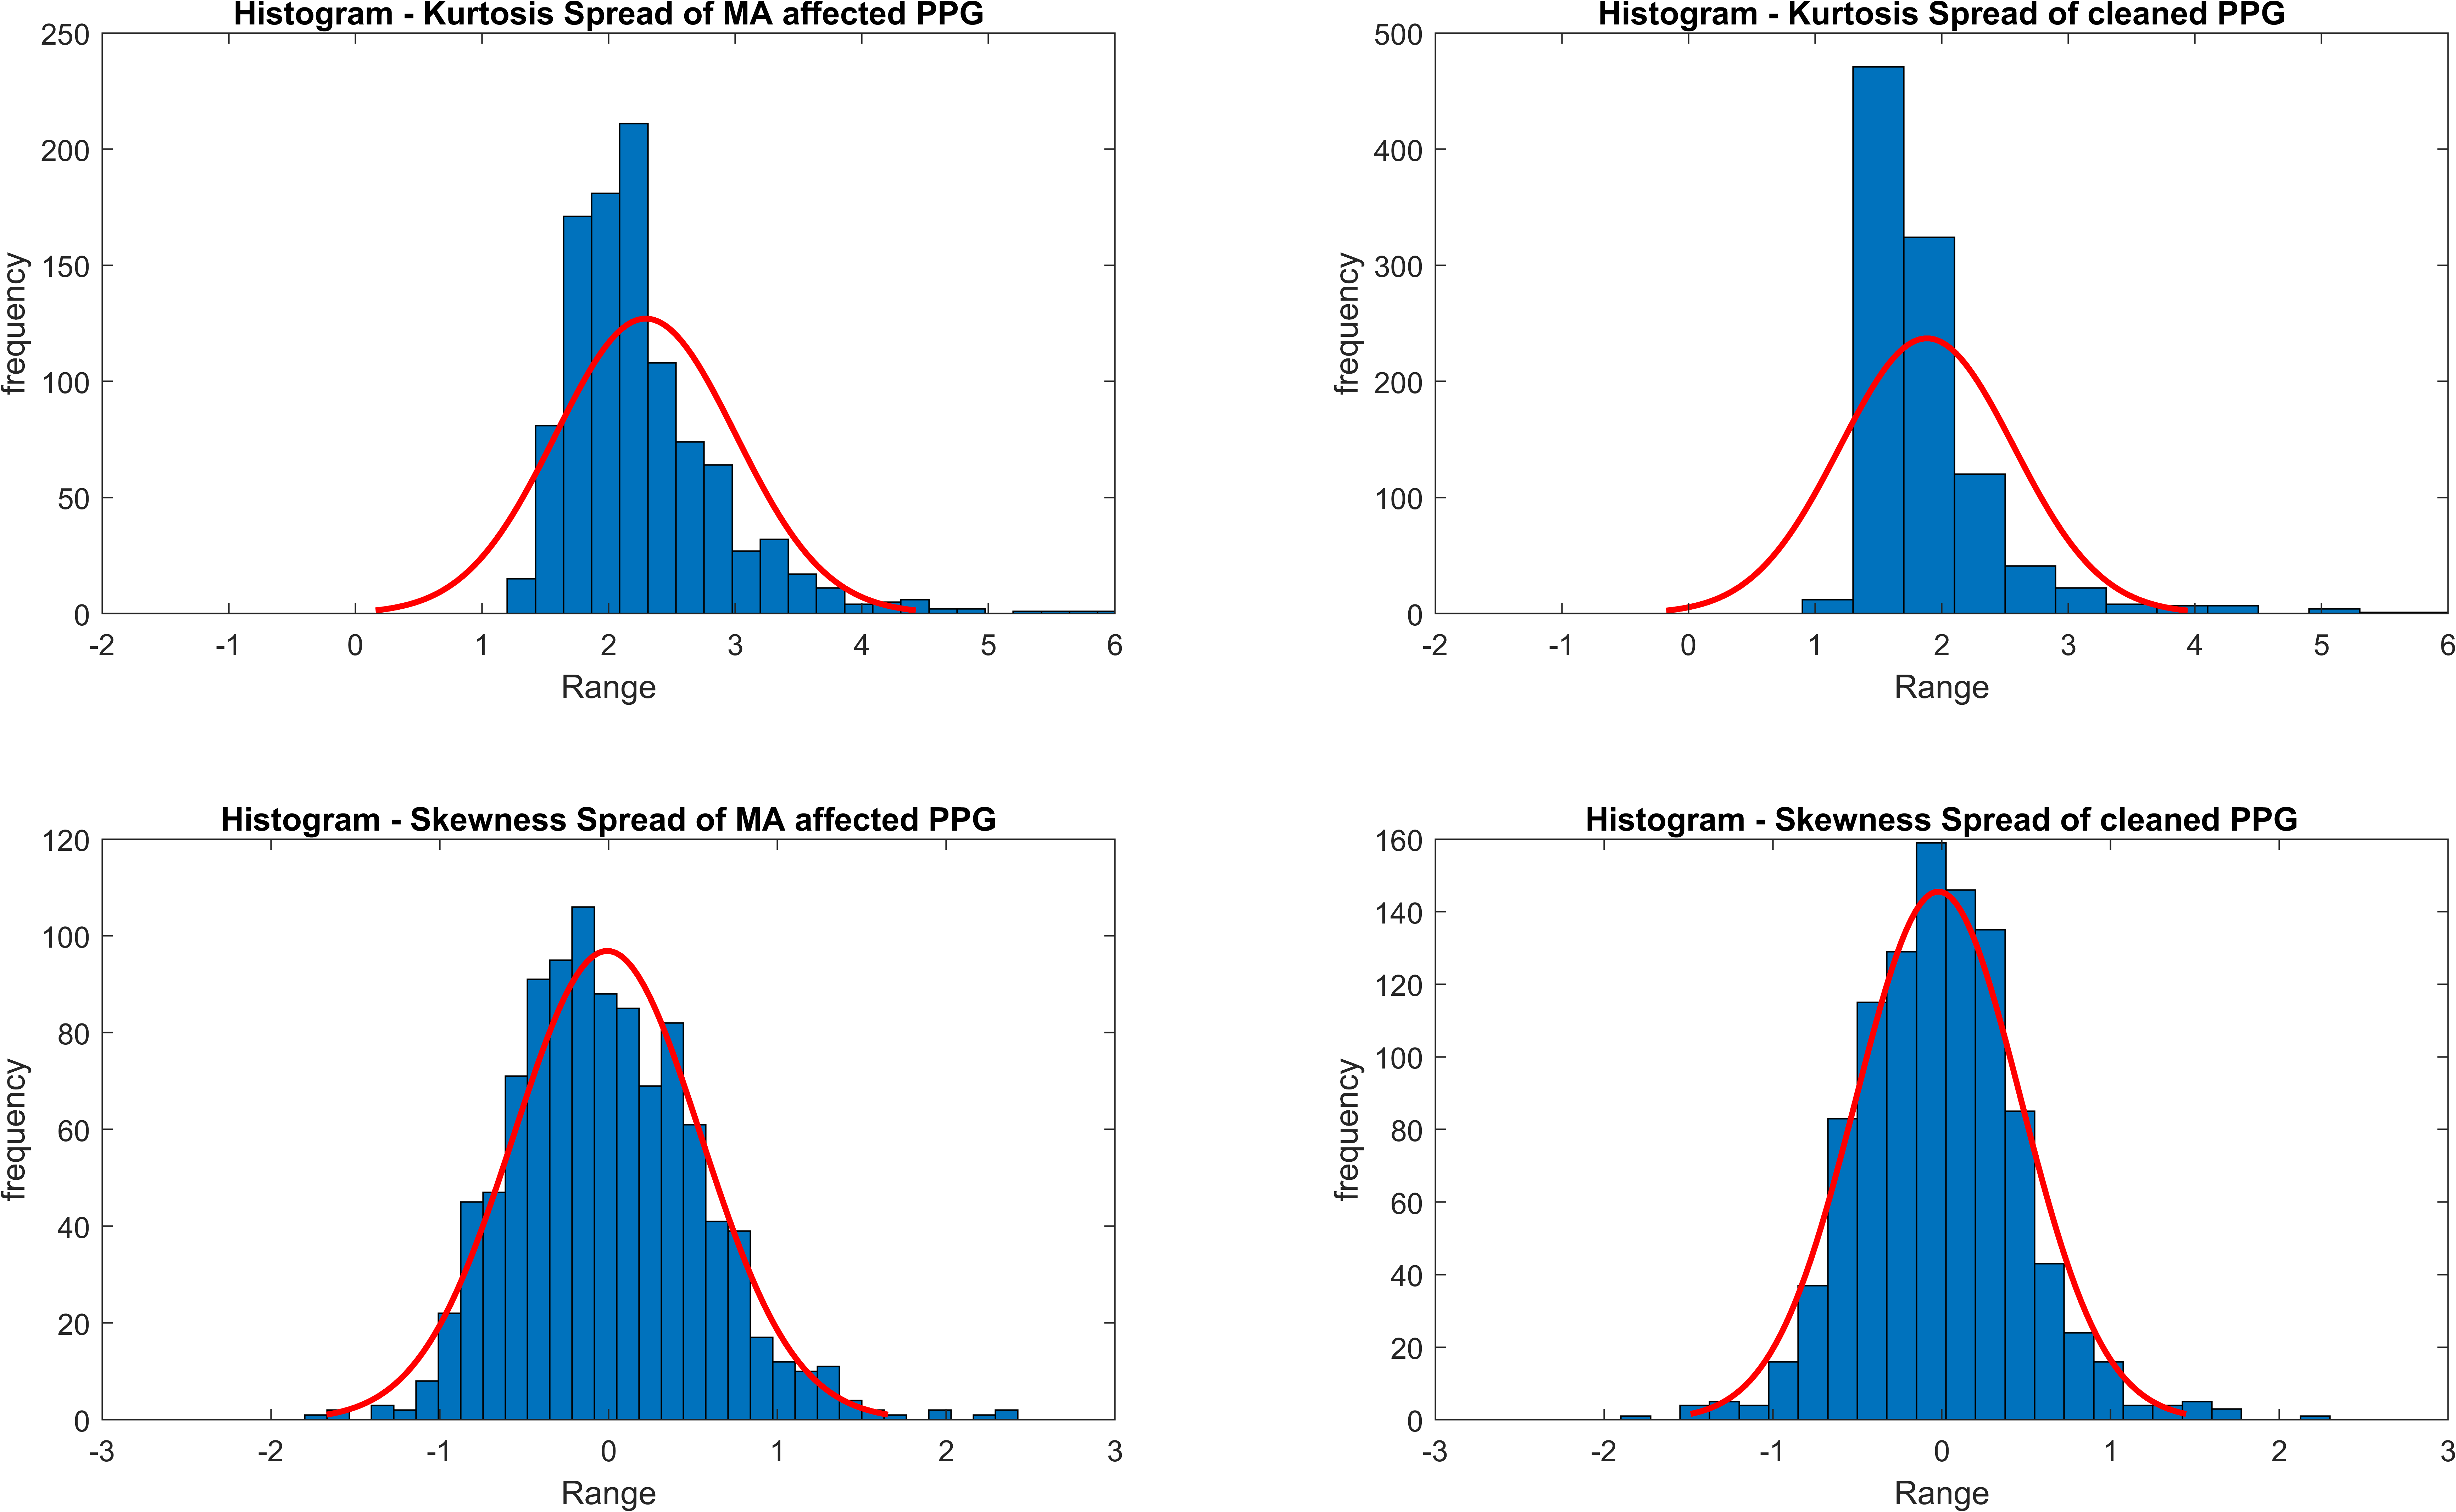 Histogram - Kurtosis Spread of MA affected PPG
250
200
150
100
50
0
frequency
-2 -1 0 1 2 3 4 5 6
Range
Histogram - Kurtosis Spread of cleaned PPG
500
400
300
200
100
0
frequency
-2 -1 0 1 2 3 4 5 6
Range
Histogram - Skewness Spread of MA affected PPG
120
100
80
60
40
20
0
frequency
-3 -2 -1 0 1 2 3
Range
Histogram - Skewness Spread of cleaned PPG
160
140
120
100
80
60
40
20
0
frequency
-3 -2 -1 0 1 2 3
Range